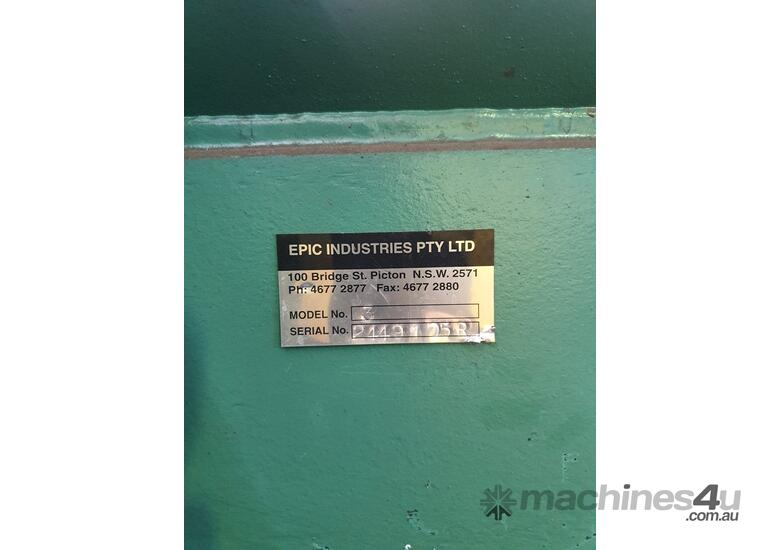 EPIC INDUSTRIES PTY LTD
100 Bridge St. Picton N.S.W. 2571
Ph: 4677 2877 Fax: 4677 2880
MODEL No. 3
SERIAL No.
machines4u
.com.au